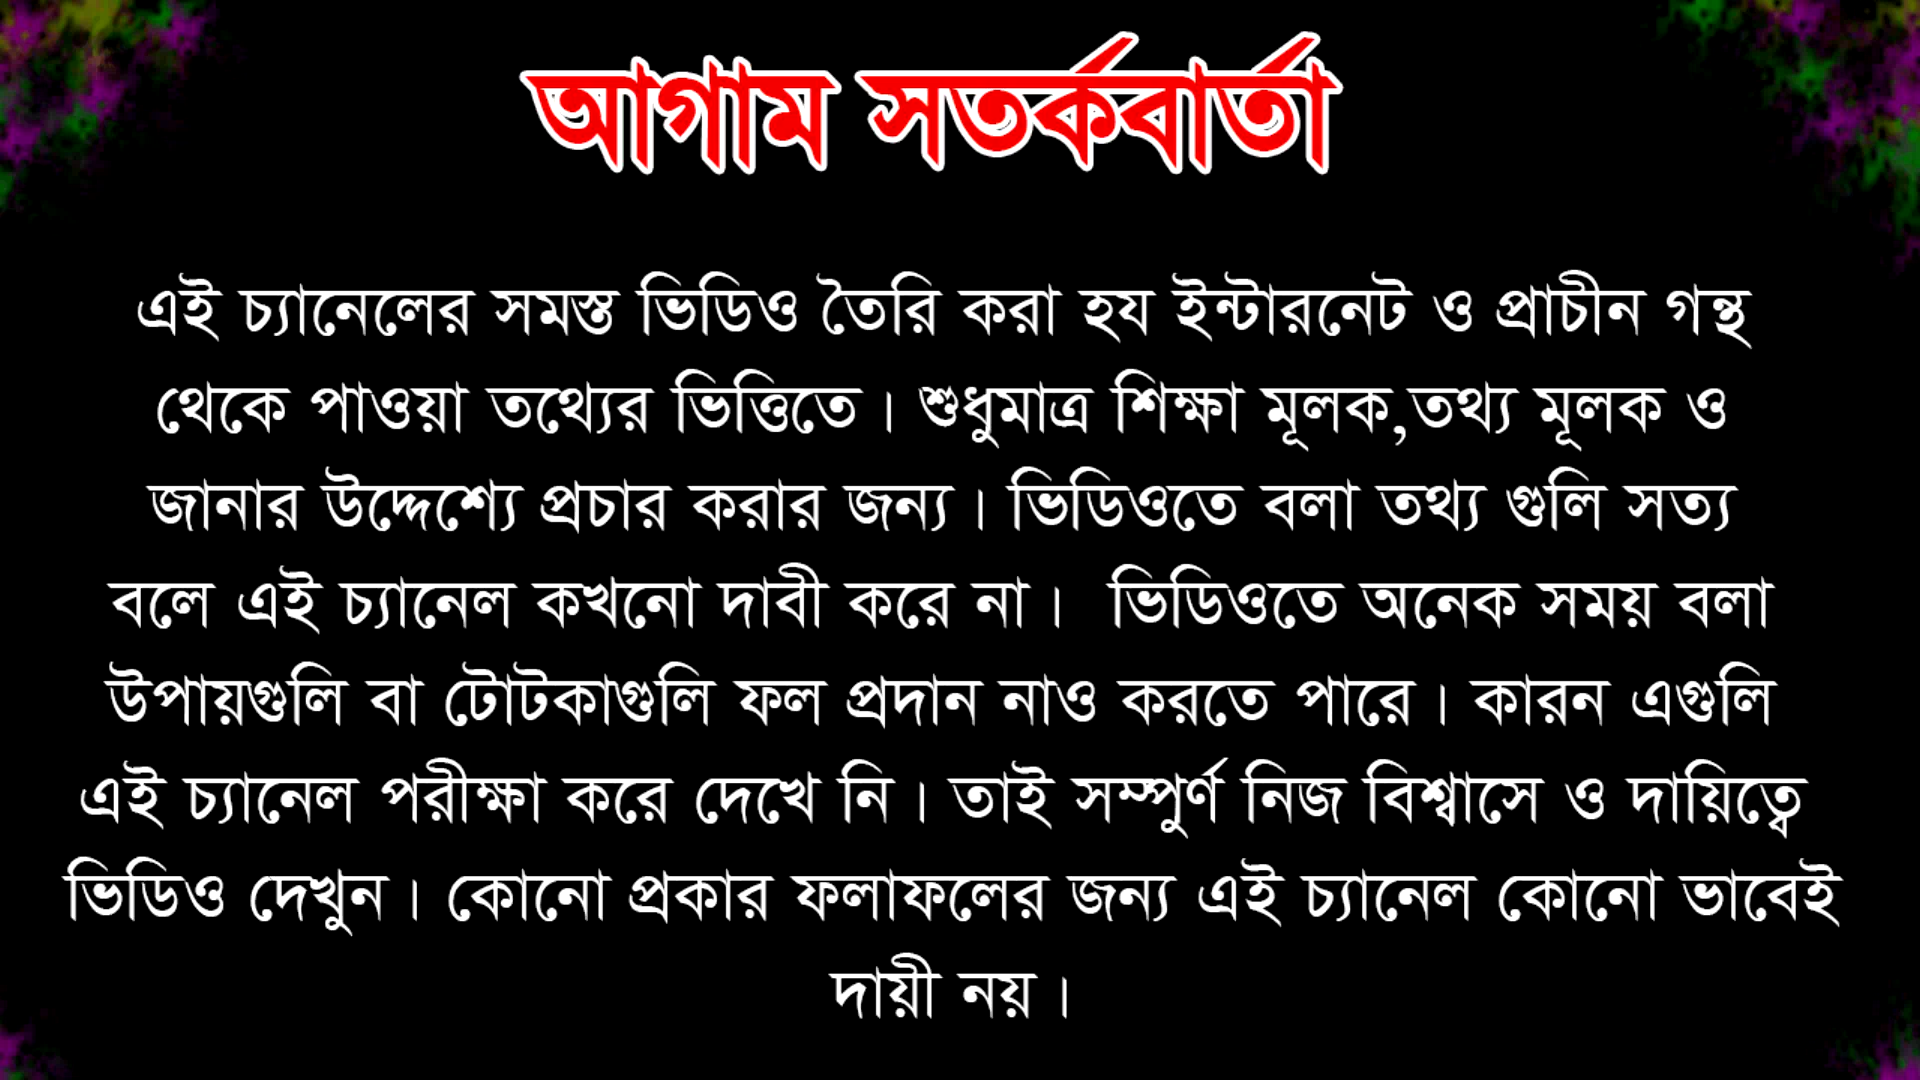 আগাম সতর্কবার্তা
এই চ্যানেলের সমস্ত ভিডিও তৈরি করা হয ইন্টারনেট ও প্রাচীন গন্থ
থেকে পাওয়া তথ্যের ভিত্তিতে। শুধুমাত্র শিক্ষা মূলক,তথ্য মূলক ও
জানার উদ্দেশ্যে প্রচার করার জন্য। ভিডিওতে বলা তথ্য গুলি সত্য
বলে এই চ্যানেল কখনো দাবী করে না। ভিডিওতে অনেক সময় বলা
উপায়গুলি বা টোটকাগুলি ফল প্রদান নাও করতে পারে। কারন এগুলি
এই চ্যানেল পরীক্ষা করে দেখে নি। তাই সম্পুর্ণ নিজ বিশ্বাসে ও দায়িত্বে
ভিডিও দেখুন। কোনো প্রকার ফলাফলের জন্য এই চ্যানেল কোনো ভাবেই
দায়ী নয়।